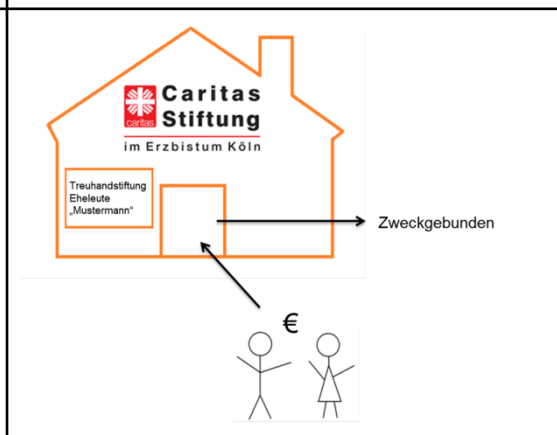 Caritas
Stiftung
caritas
im Erzbistum Köln
Treuhandstiftung
Eheleute
„Mustermann“
Zweckgebunden
€